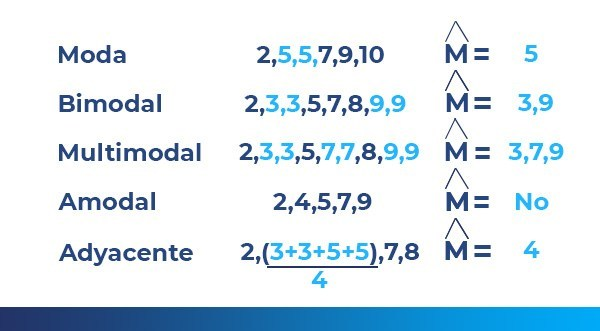 Moda 2,5,5,7,9,10 M̂= 5
Bimodal 2,3,3,5,7,8,9,9 M̂= 3,9
Multimodal 2,3,3,5,7,7,8,9,9 M̂= 3,7,9
Amodal 2,4,5,7,9 M̂= No
Adyacente 2,(3+3+5+5),7,8 M̂= 4
4